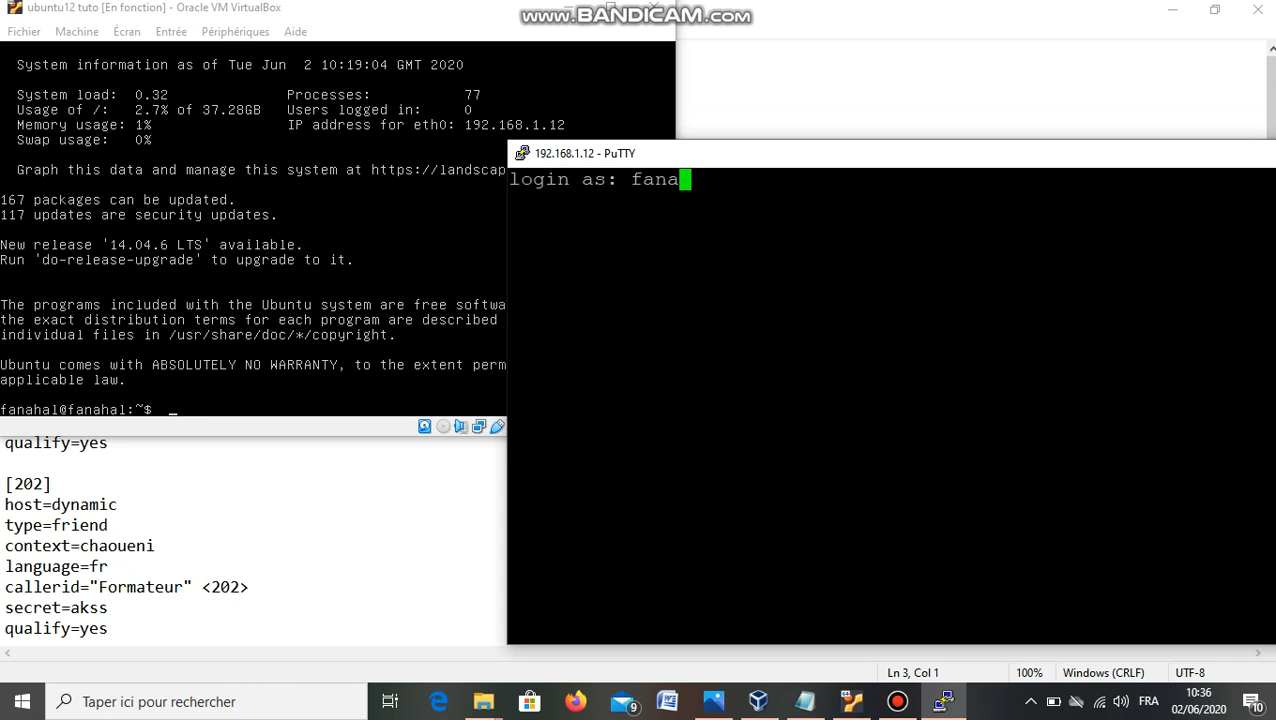 ubuntu12 tuto [En fonction] - Oracle VM VirtualBox
www.BANDICAM.com
Fichier Machine Écran Entrée Périphériques Aide
System information as of Tue Jun 2 10:19:04 GMT 2020
System load: 0.32 Processes: 77
Usage of /: 2.7% of 37.28GB Users logged in: 0
Memory usage: 1% IP address for eth0: 192.168.1.12
Swap usage: 0%
Graph this data and manage this system at https://landscap
167 packages can be updated.
117 updates are security updates.
New release '14.04.6 LTS' available.
Run 'do-release-upgrade' to upgrade to it.
The programs included with the Ubuntu system are free softwa
the exact distribution terms for each program are described
individual files in /usr/share/doc/*/copyright.
Ubuntu comes with ABSOLUTELY NO WARRANTY, to the extent perm
applicable law.
fanahal@fanahal:~$ _
192.168.1.12 - PuTTY
login as: fana
qualify=yes
[202]
host=dynamic
type=friend
context=chaoueni
language=fr
callerid="Formateur" <202>
secret=akss
qualify=yes
Ln 3, Col 1 100% Windows (CRLF) UTF-8
Taper ici pour rechercher
9
FRA
10:36
02/06/2020
10